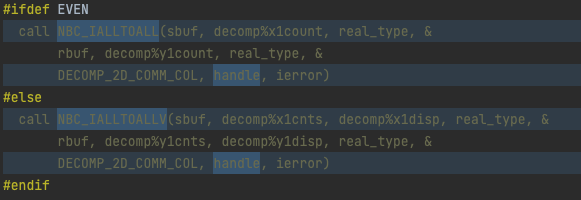 #ifdef EVEN
call NBC_IALLTOALL(sbuf, decomp%x1count, real_type, &
rbuf, decomp%y1count, real_type, &
DECOMP_2D_COMM_COL, handle, ierror)
#else
call NBC_IALLTOALLV(sbuf, decomp%x1cnts, decomp%x1disp, real_type, &
rbuf, decomp%y1cnts, decomp%y1disp, real_type, &
DECOMP_2D_COMM_COL, handle, ierror)
#endif